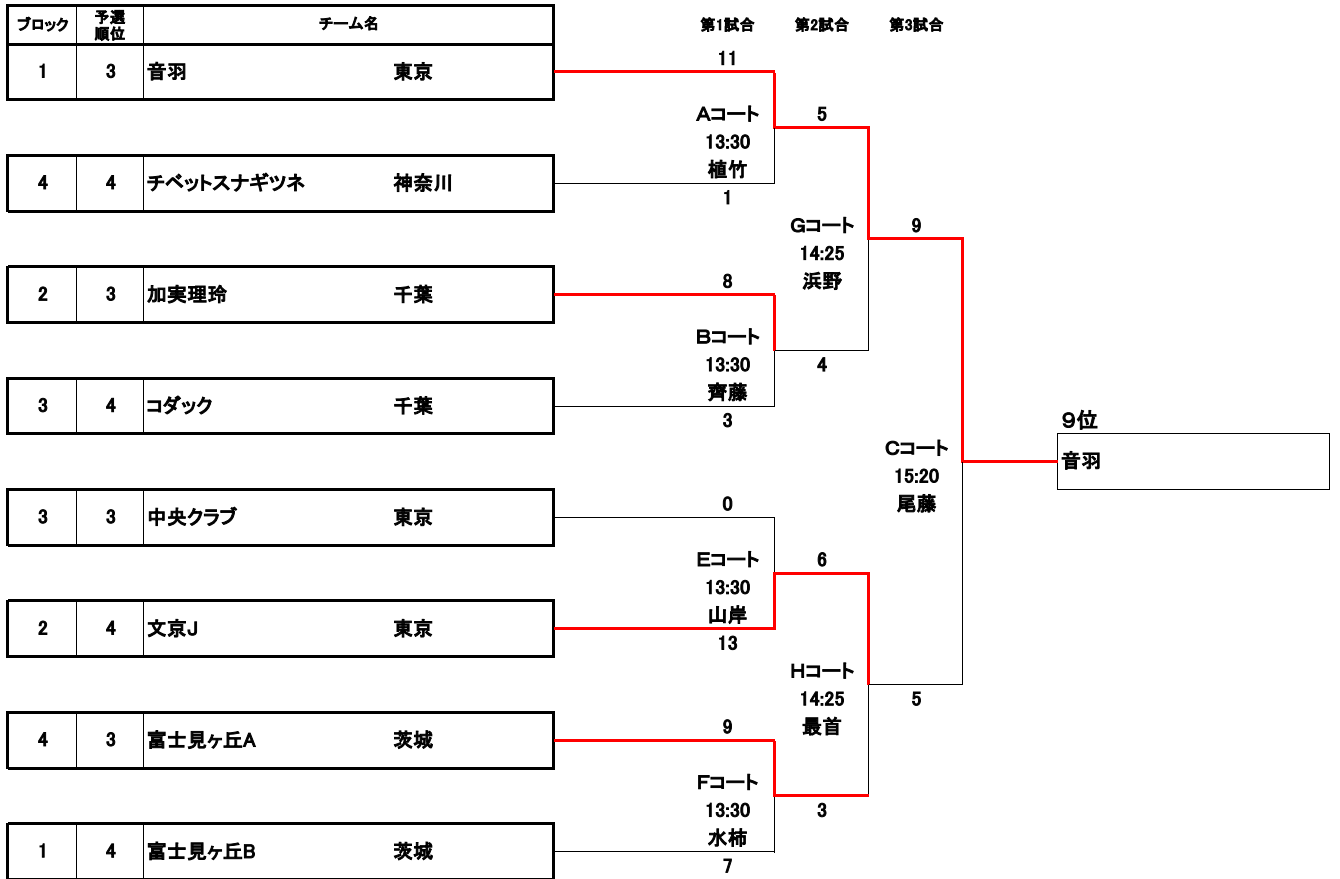 ブロック 予選順位 チーム名 第1試合 第2試合 第3試合
11
1 3 音羽 東京
Aコート 5
13:30
植竹
4 4 チベットスナギツネ 神奈川
1
Gコート 9
14:25
8 浜野
2 3 加実理玲 千葉
Bコート
13:30 4
齊藤
3 4 コダック 千葉
3 9位
Cコート
音羽
15:20
0 尾藤
3 3 中央クラブ 東京
Eコート 6
13:30
山岸
2 4 文京J 東京
13
Hコート
14:25 5
9 最首
4 3 富士見ヶ丘A 茨城
Fコート
13:30 3
水柿
1 4 富士見ヶ丘B 茨城
7